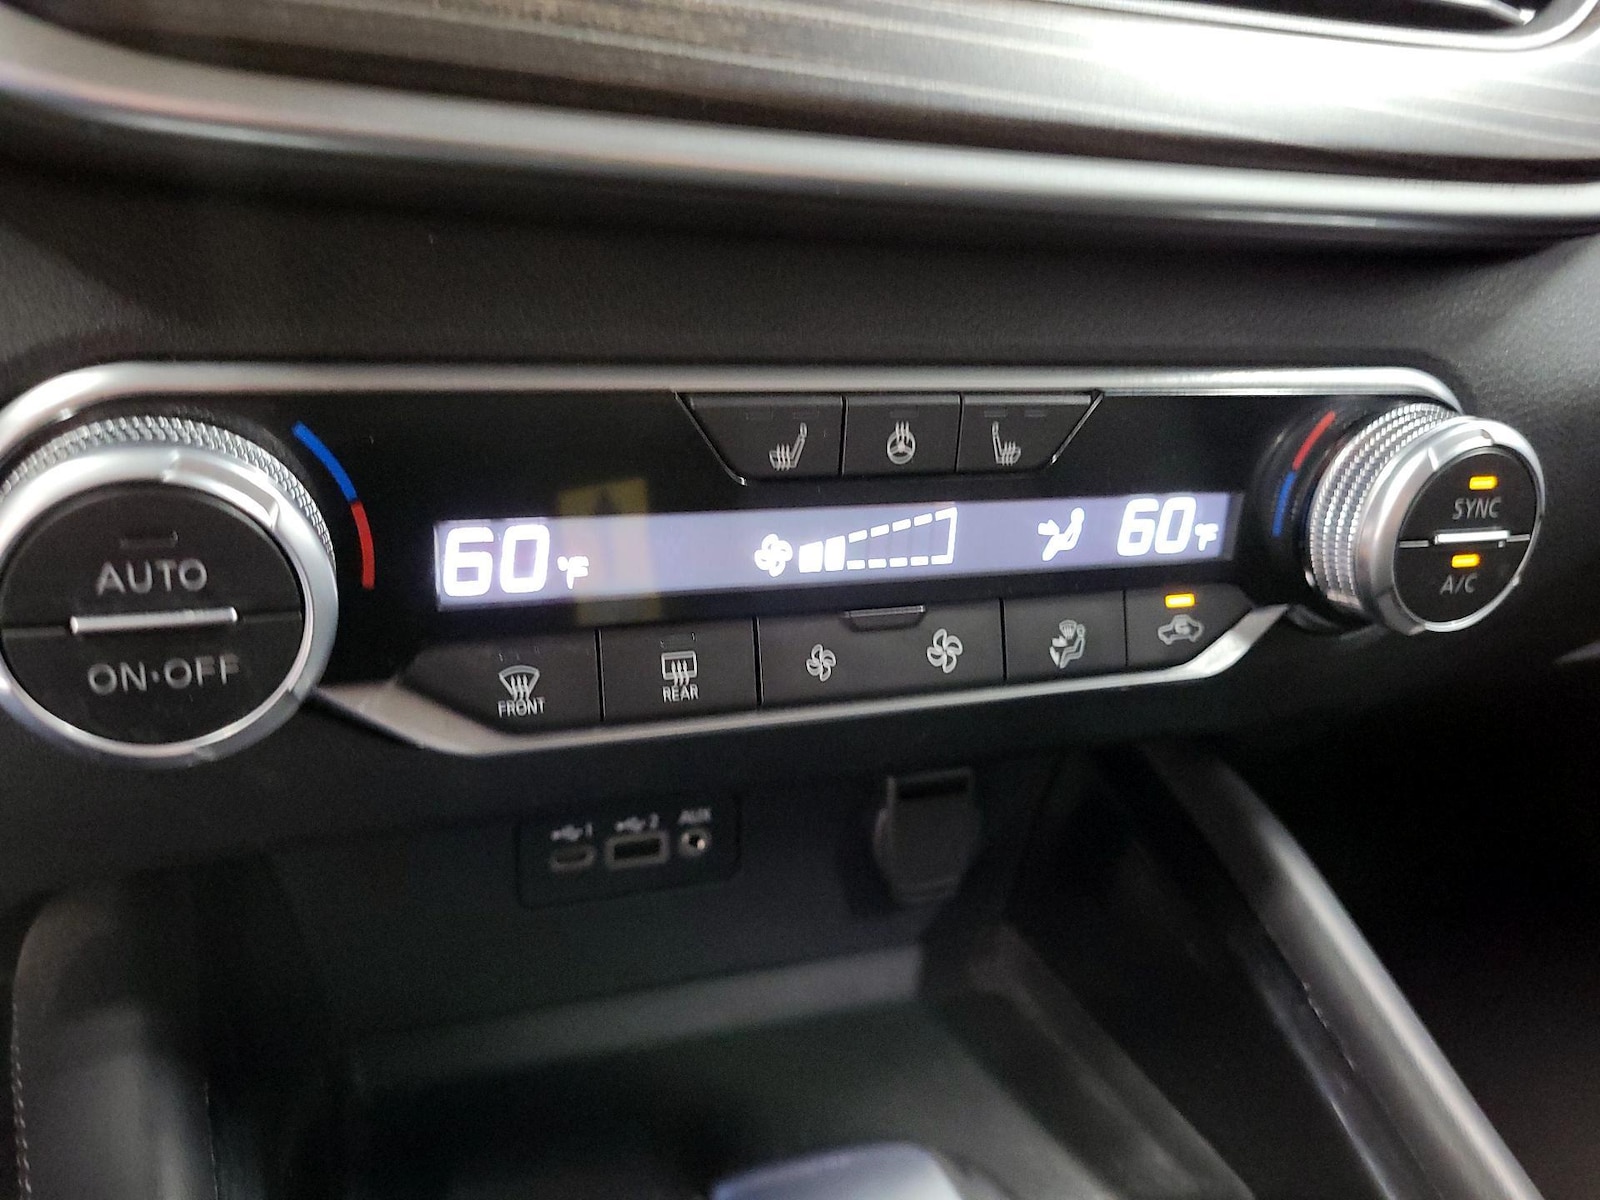 AUTO
ON·OFF
60°F
60°F
SYNC
A/C
FRONT
REAR
1
2
AUX